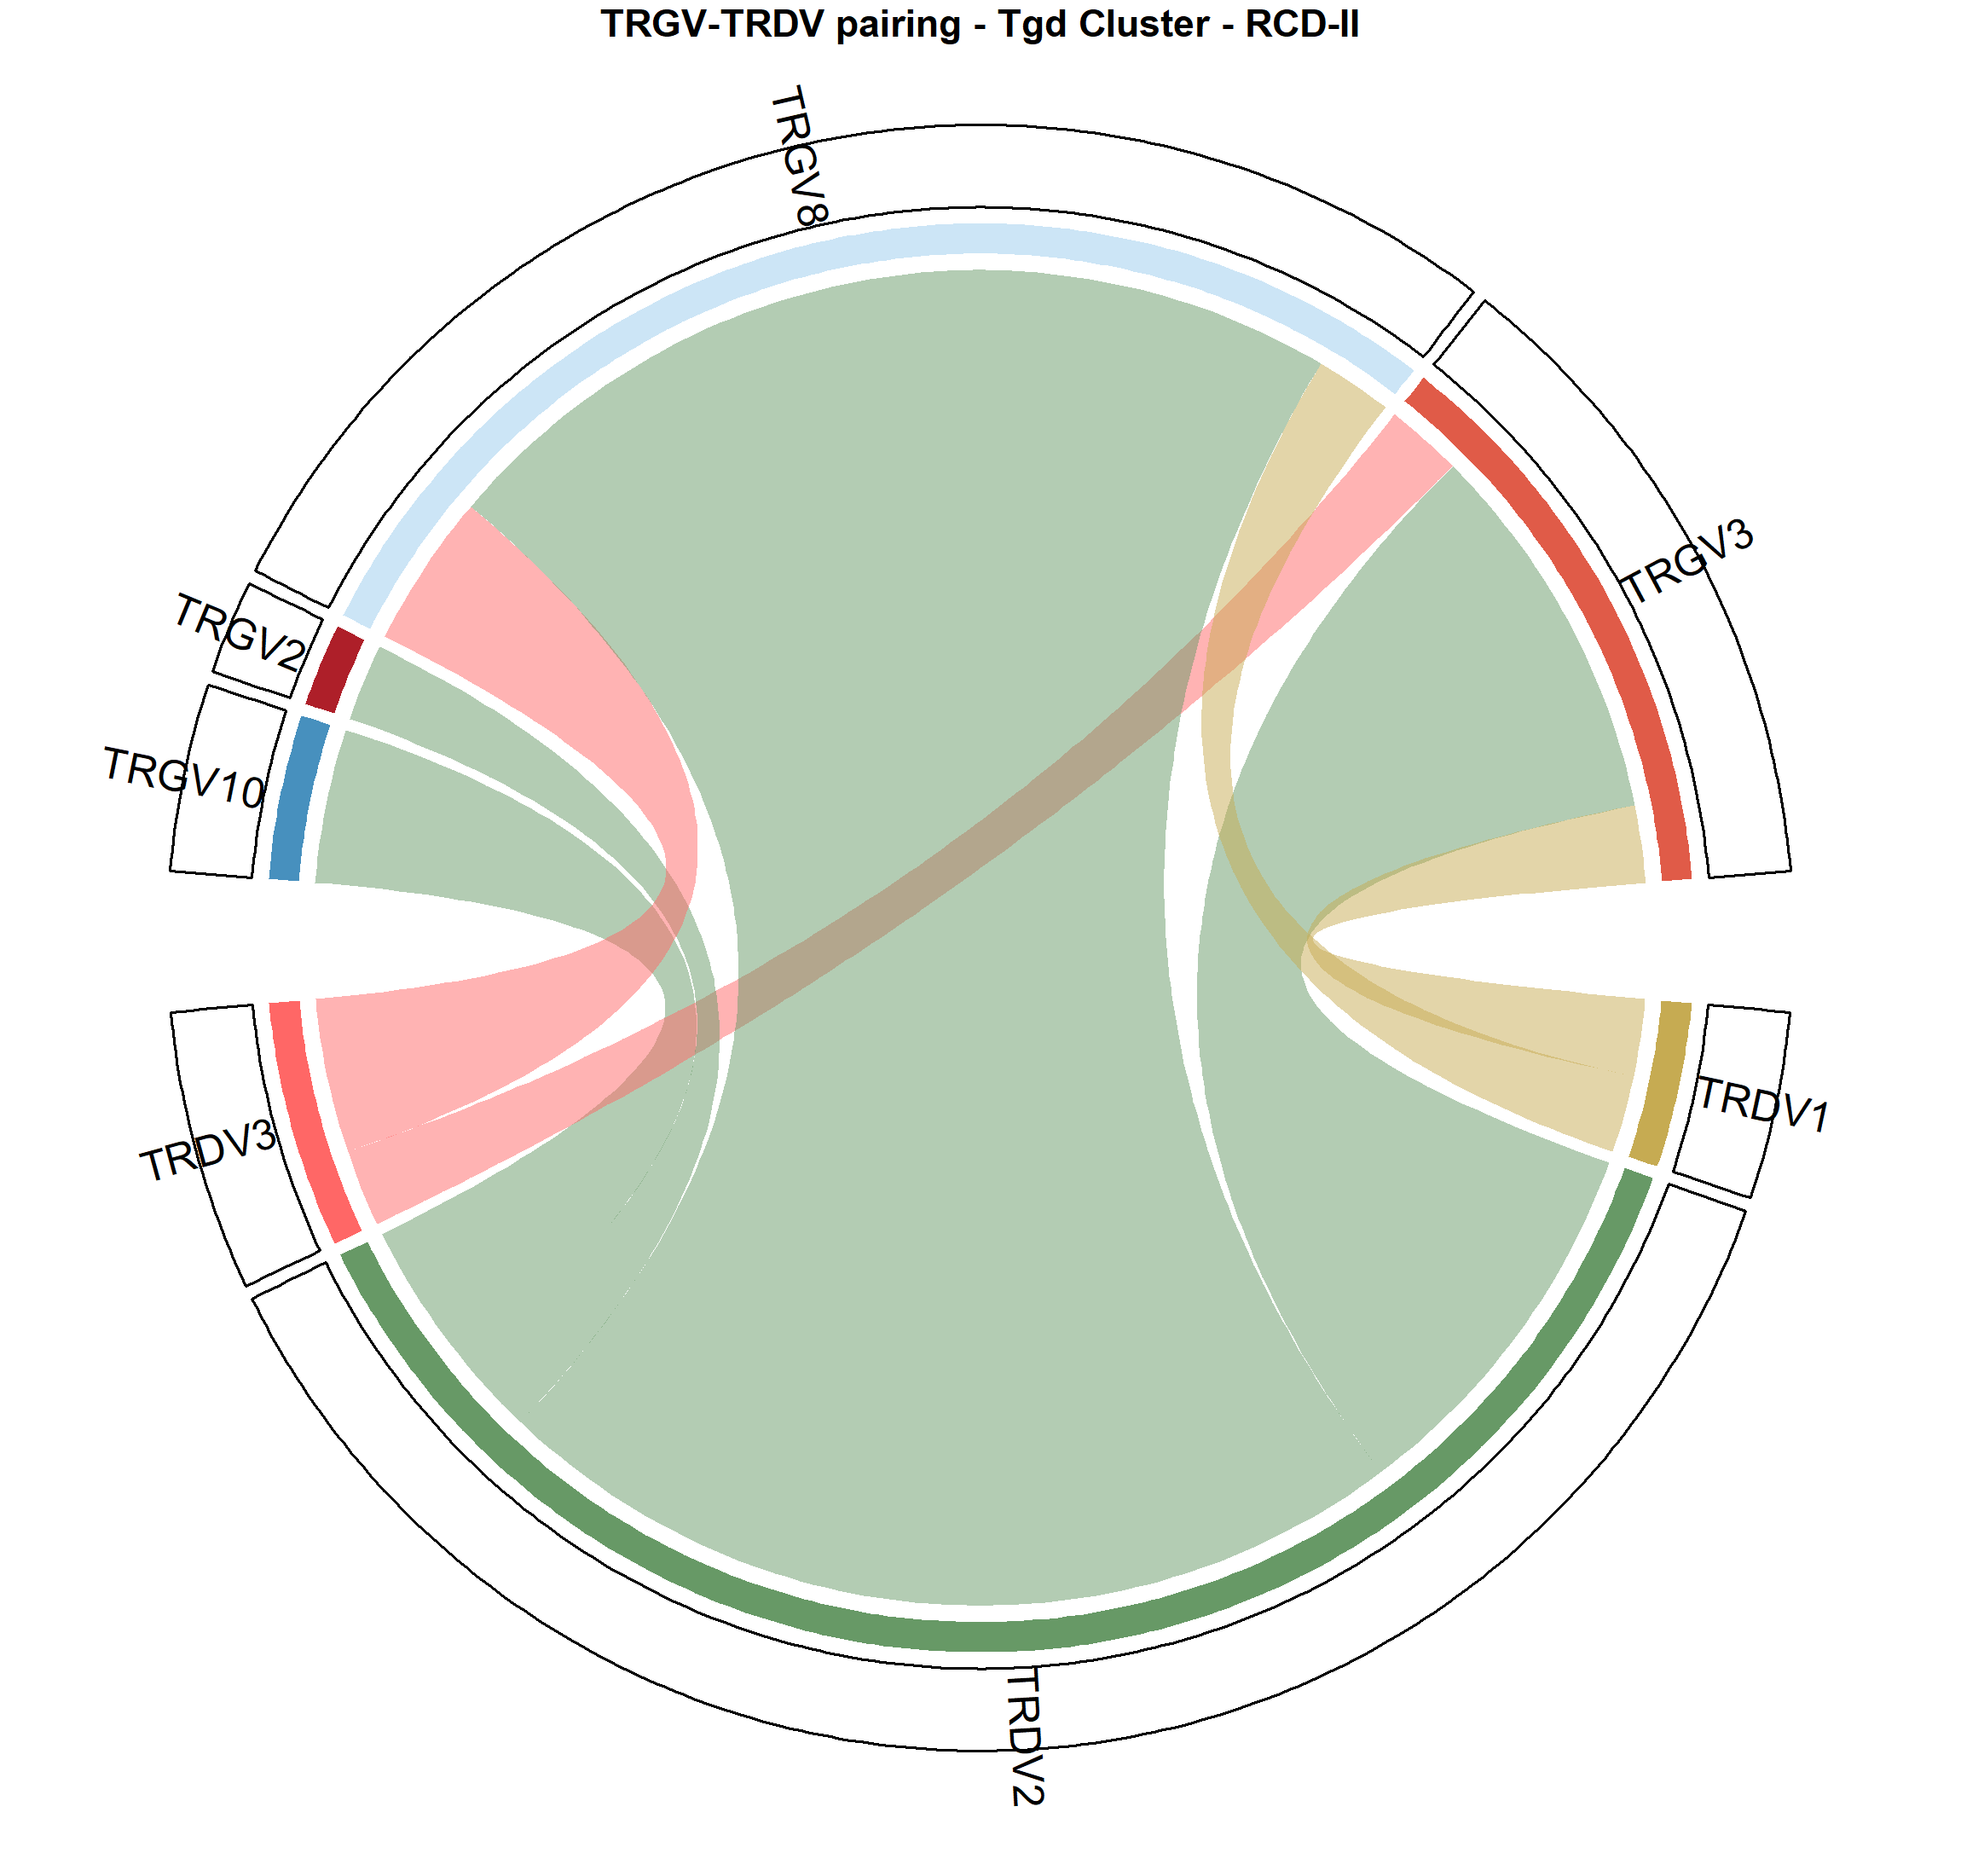 TRGV-TRDV pairing - Tgd Cluster - RCD-II
TRGV8
TRGV3
TRGV2
TRGV10
TRDV1
TRDV3
TRDV2